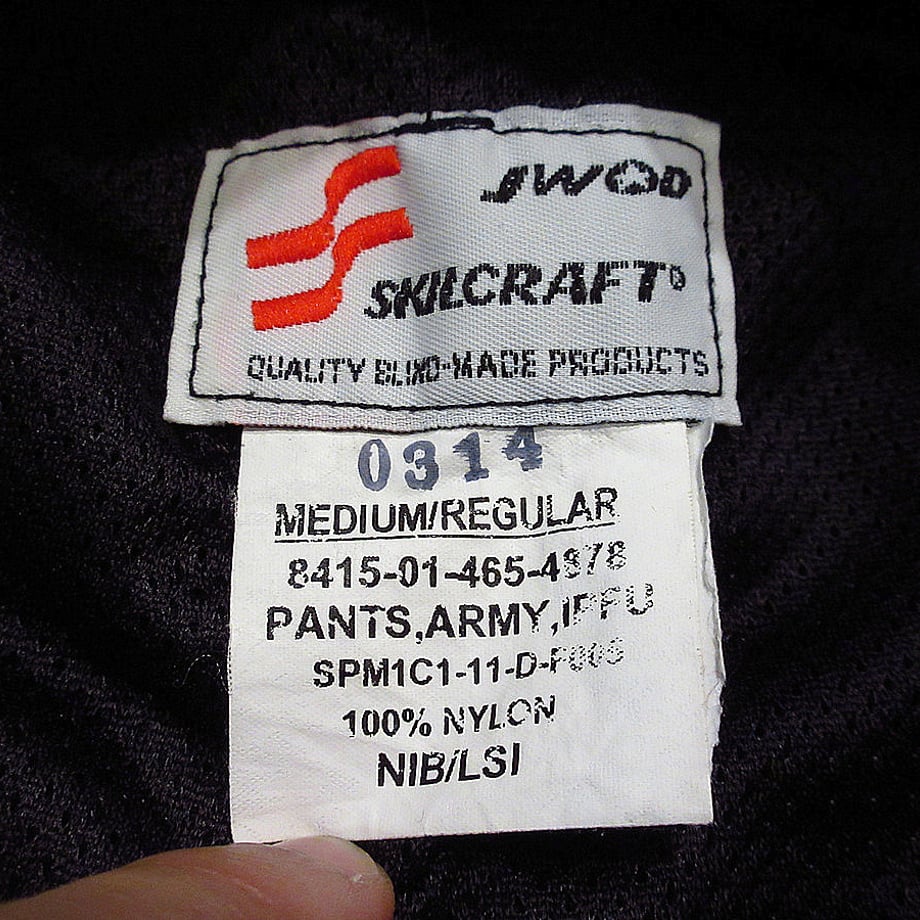 JWOD
SKILCRAFT®
QUALITY BLIND-MADE PRODUCTS
0314
MEDIUM/REGULAR
8415-01-465-4878
PANTS,ARMY,IPFU
100% NYLON
NIB/LSI